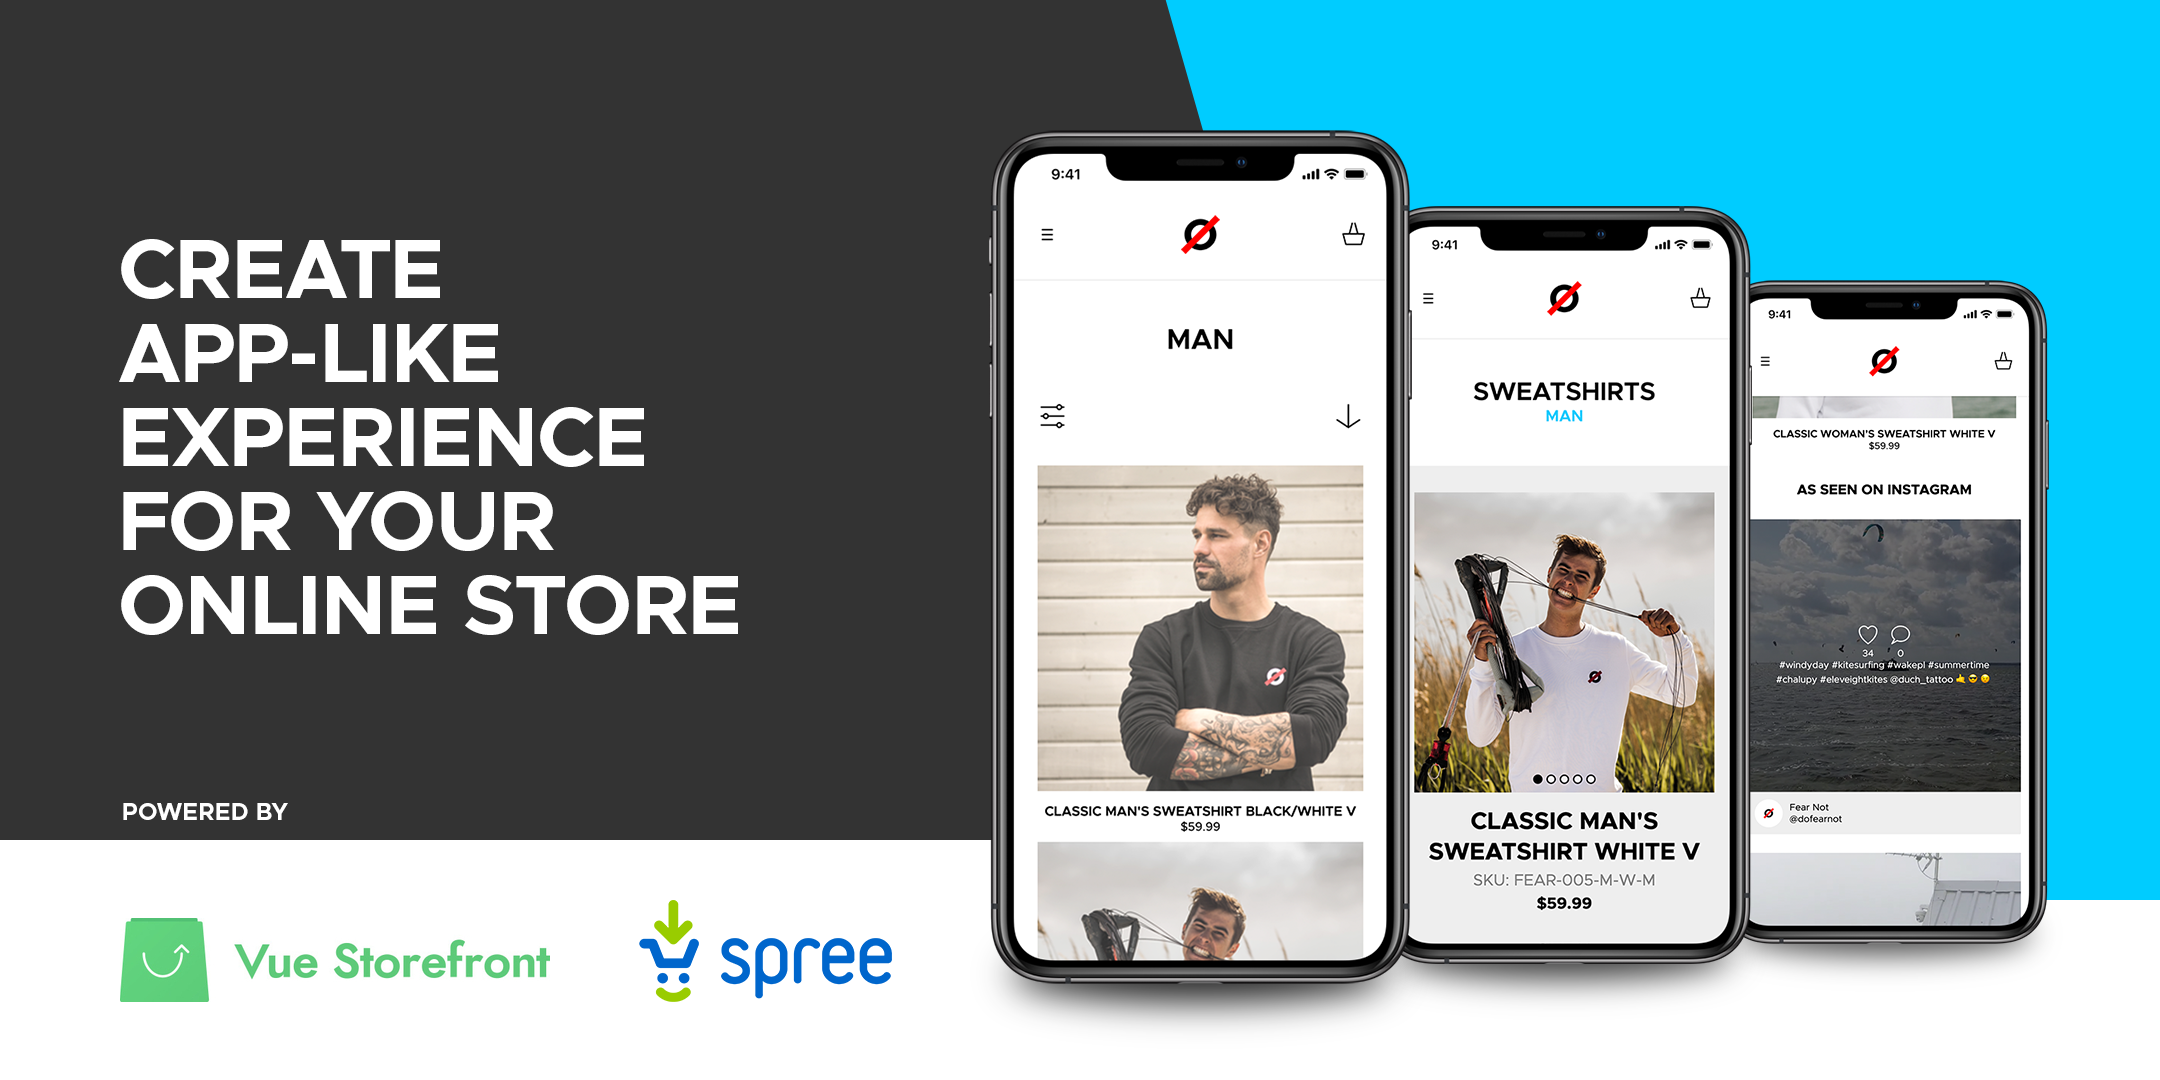 CREATE
APP-LIKE
EXPERIENCE
FOR YOUR
ONLINE STORE
POWERED BY
Vue Storefront
spree
9:41
MAN
CLASSIC MAN'S SWEATSHIRT BLACK/WHITE V
$59.99
9:41
SWEATSHIRTS
MAN
CLASSIC MAN'S
SWEATSHIRT WHITE V
SKU: FEAR-005-M-W-M
$59.99
9:41
CLASSIC WOMAN'S SWEATSHIRT WHITE V
$59.99
AS SEEN ON INSTAGRAM
34 0
#windyday #kitesurfing #wakepl #summertime
#chalupy #eleveightkites @duch_tattoo 🤙😎😉
Fear Not
@dofearnot